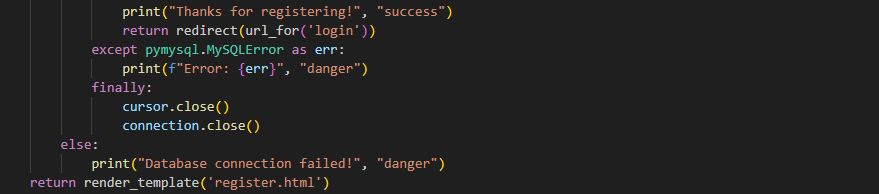 print("Thanks for registering!", "success")
return redirect(url_for('login'))
except pymysql.MySQLError as err:
print(f"Error: {err}", "danger")
finally:
cursor.close()
connection.close()
else:
print("Database connection failed!", "danger")
return render_template('register.html')